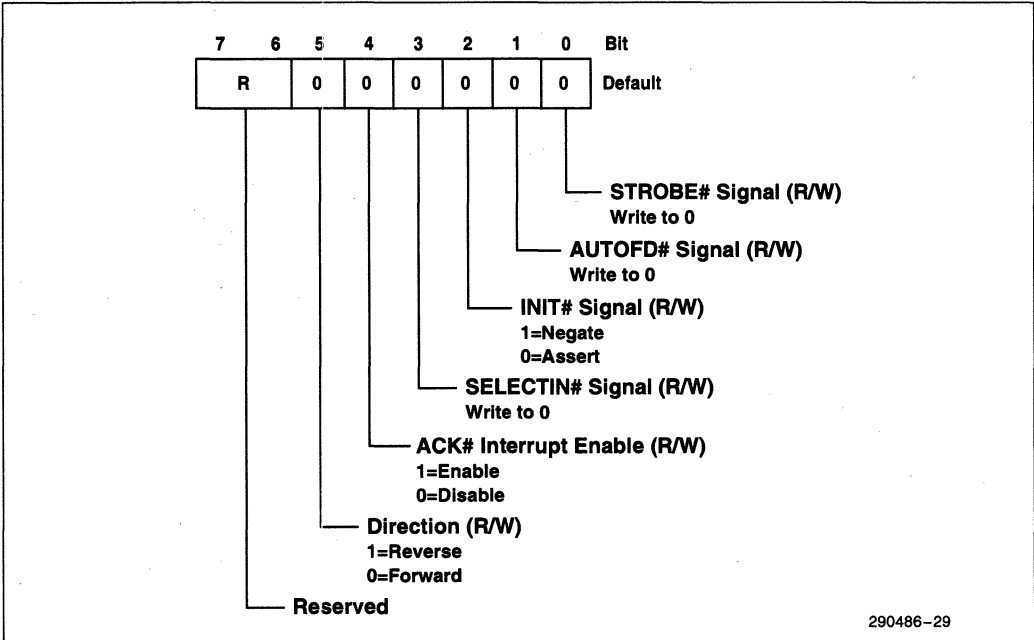 7 6 5 4 3 2 1 0 Bit
R 0 0 0 0 0 0 Default
STROBE# Signal (R/W)
Write to 0
AUTOFD# Signal (R/W)
Write to 0
INIT# Signal (R/W)
1=Negate
0=Assert
SELECTIN# Signal (R/W)
Write to 0
ACK# Interrupt Enable (R/W)
1=Enable
0=Disable
Direction (R/W)
1=Reverse
0=Forward
Reserved
290486-29